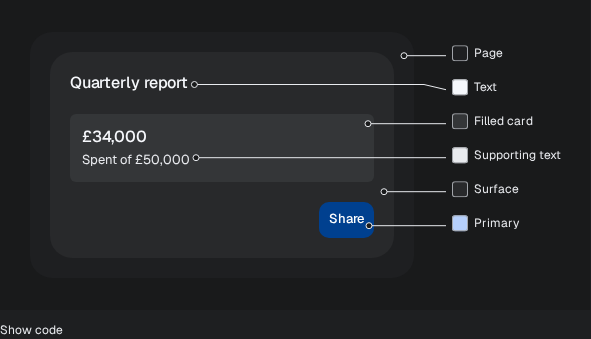 Quarterly report
£34,000
Spent of £50,000
Share
Page
Text
Filled card
Supporting text
Surface
Primary
Show code